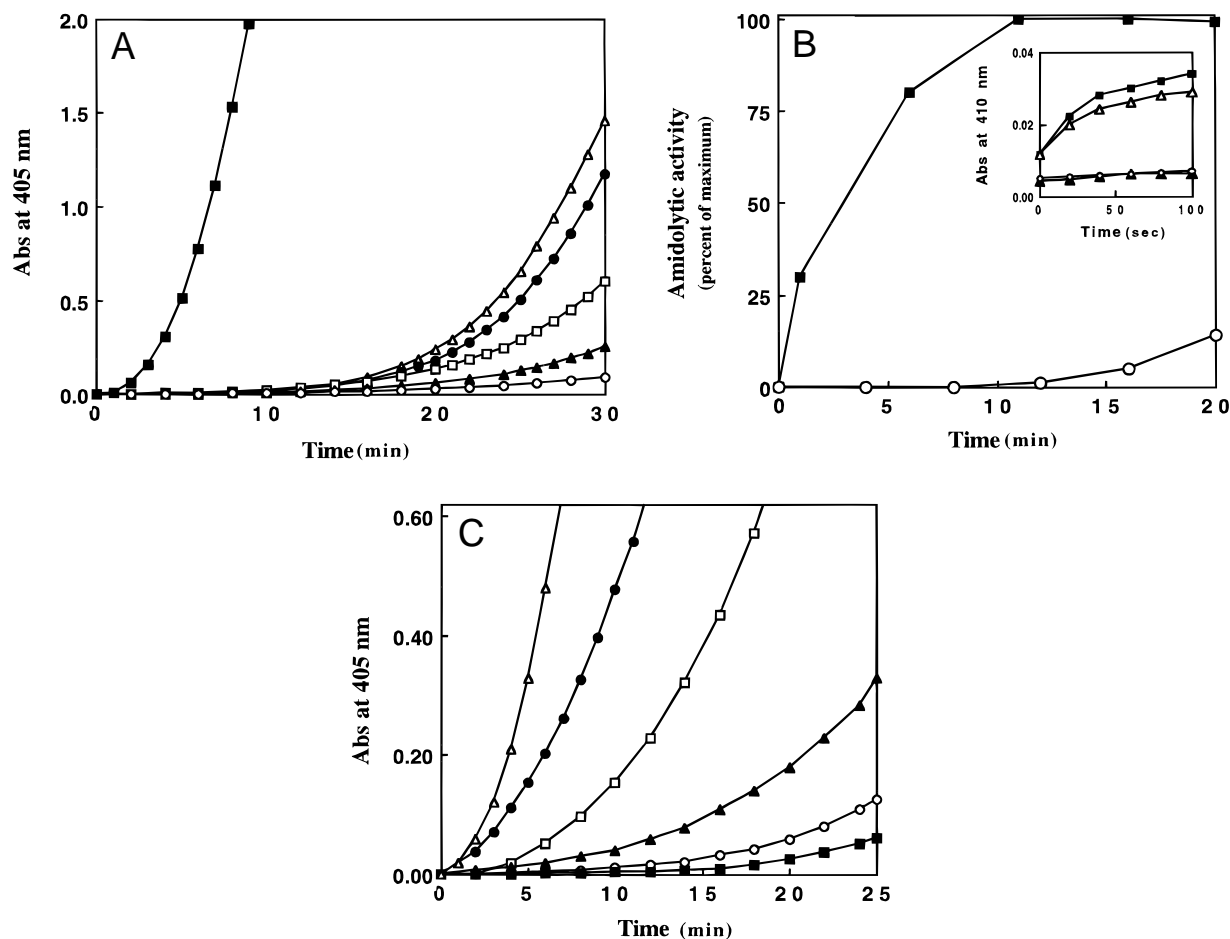 A
2.0
1.5
1.0
0.5
0.0
Abs at 405 nm
0
10
20
30
Time (min)
B
100
75
50
25
0
Amidolytic activity
(percent of maximum)
0
5
10
15
20
Time (min)
0.04
0.02
0.00
Abs at 410 nm
0
50
100
Time (sec)
C
0.60
0.40
0.20
0.00
Abs at 405 nm
0
5
10
15
20
25
Time (min)